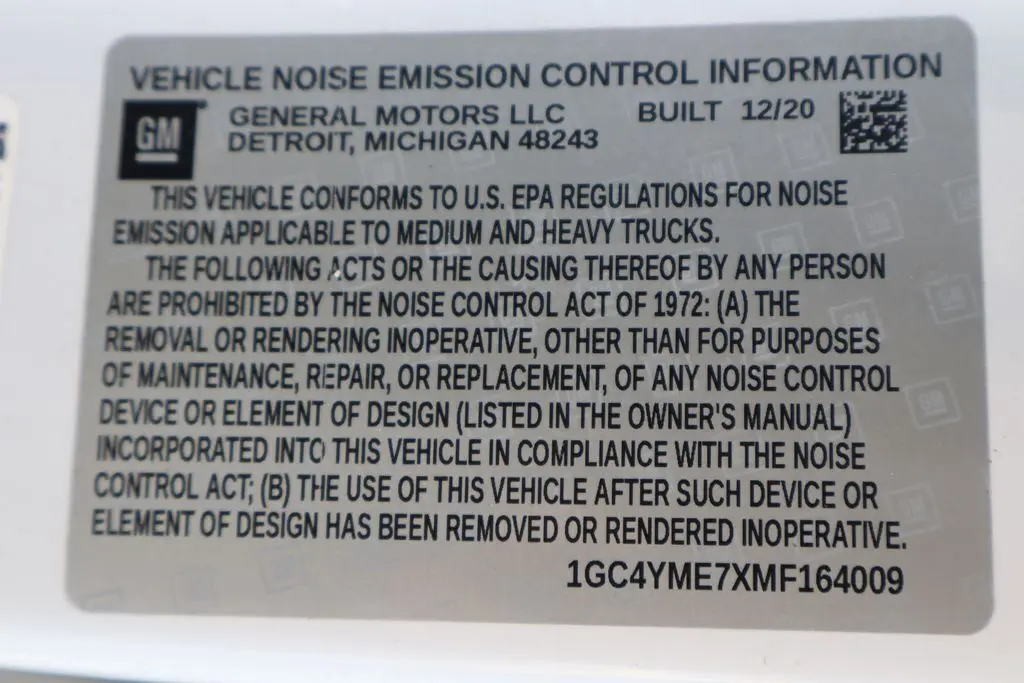 VEHICLE NOISE EMISSION CONTROL INFORMATION
GM
GENERAL MOTORS LLC BUILT 12/20
DETROIT, MICHIGAN 48243
THIS VEHICLE CONFORMS TO U.S. EPA REGULATIONS FOR NOISE
EMISSION APPLICABLE TO MEDIUM AND HEAVY TRUCKS.
THE FOLLOWING ACTS OR THE CAUSING THEREOF BY ANY PERSON
ARE PROHIBITED BY THE NOISE CONTROL ACT OF 1972: (A) THE
REMOVAL OR RENDERING INOPERATIVE, OTHER THAN FOR PURPOSES
OF MAINTENANCE, REPAIR, OR REPLACEMENT, OF ANY NOISE CONTROL
DEVICE OR ELEMENT OF DESIGN (LISTED IN THE OWNER'S MANUAL)
INCORPORATED INTO THIS VEHICLE IN COMPLIANCE WITH THE NOISE
CONTROL ACT; (B) THE USE OF THIS VEHICLE AFTER SUCH DEVICE OR
ELEMENT OF DESIGN HAS BEEN REMOVED OR RENDERED INOPERATIVE.
1GC4YME7XMF164009